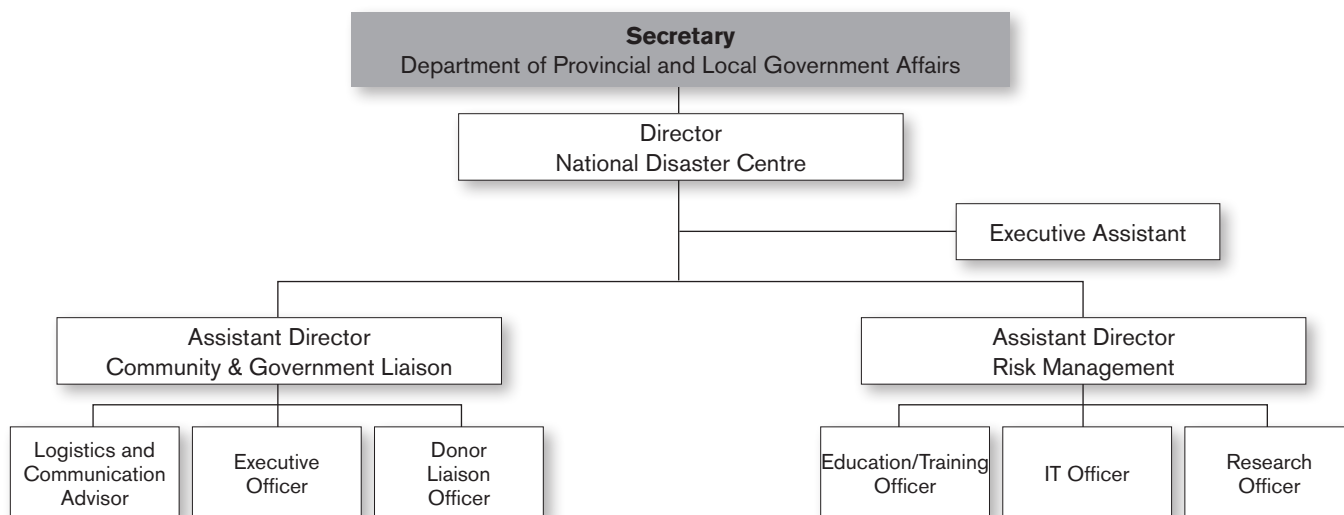 Secretary
Department of Provincial and Local Government Affairs
Director
National Disaster Centre
Executive Assistant
Assistant Director
Community & Government Liaison
Assistant Director
Risk Management
Logistics and
Communication
Advisor
Executive
Officer
Donor
Liaison
Officer
Education/Training
Officer
IT Officer
Research
Officer